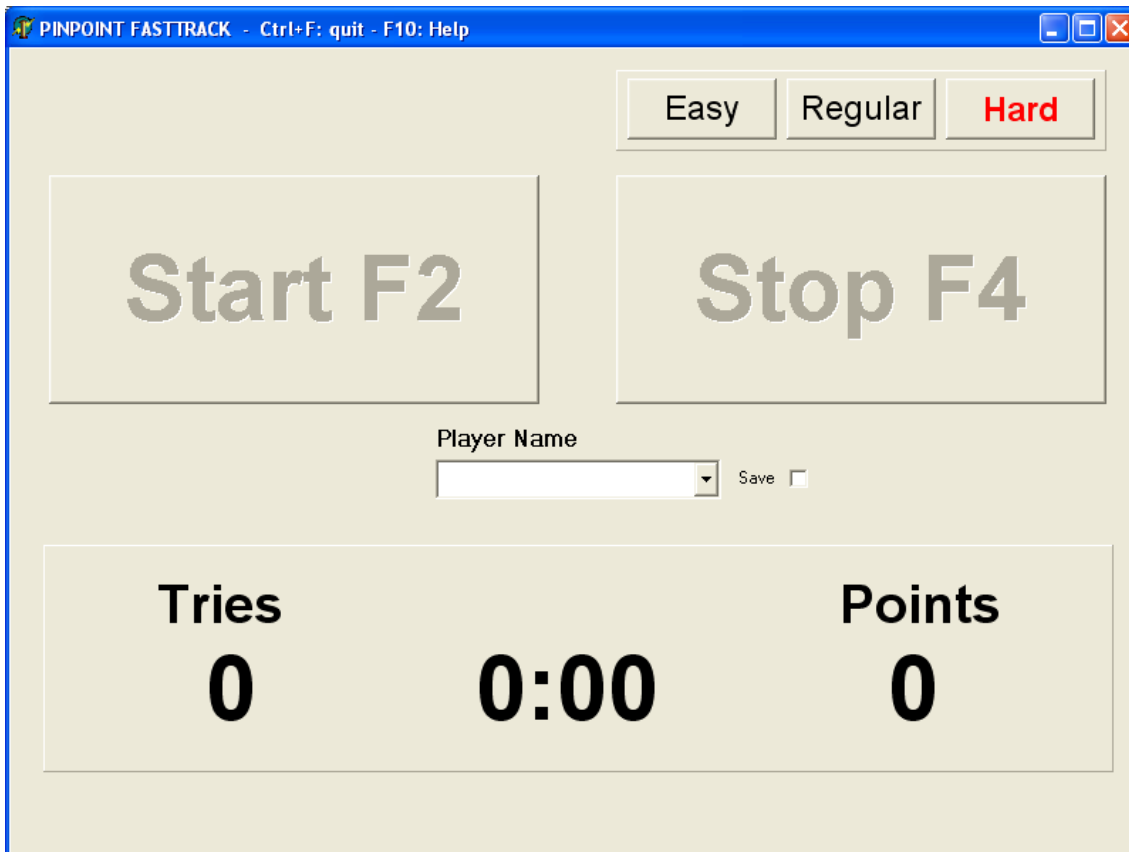 PINPOINT FASTTRACK - Ctrl+F: quit - F10: Help
Easy Regular Hard
Start F2 Stop F4
Player Name
Save
Tries Points
0 0:00 0